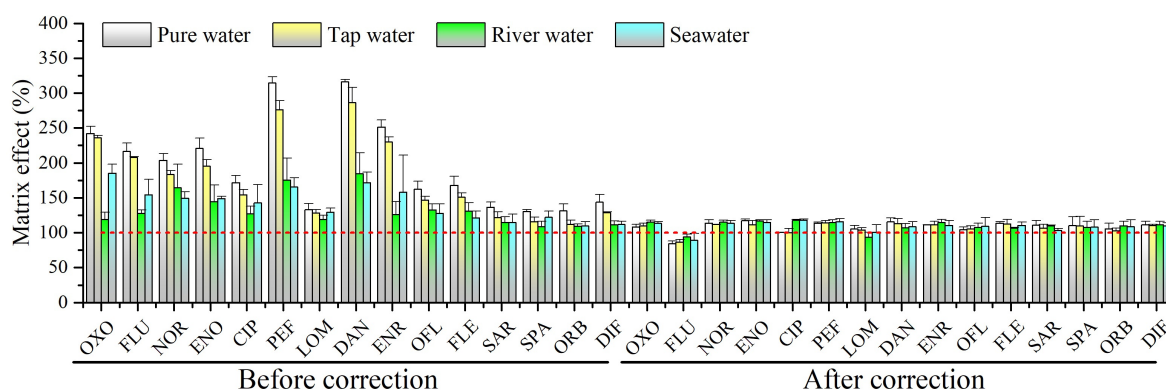 Matrix effect (%)
400
350
300
250
200
150
100
50
0
Pure water Tap water River water Seawater
OXO FLU NOR ENO CIP PEF LOM DAN ENR OFL FLE SAR SPA ORB DIF OXO FLU NOR ENO CIP PEF LOM DAN ENR OFL FLE SAR SPA ORB DIF
Before correction After correction